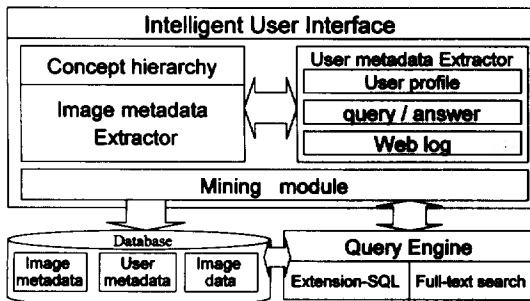 Intelligent User Interface
Concept hierarchy
Image metadata
Extractor
User metadata Extractor
User profile
query / answer
Web log
Mining module
Database
Image
metadata
User
metadata
Image
data
Query Engine
Extension-SQL
Full-text search